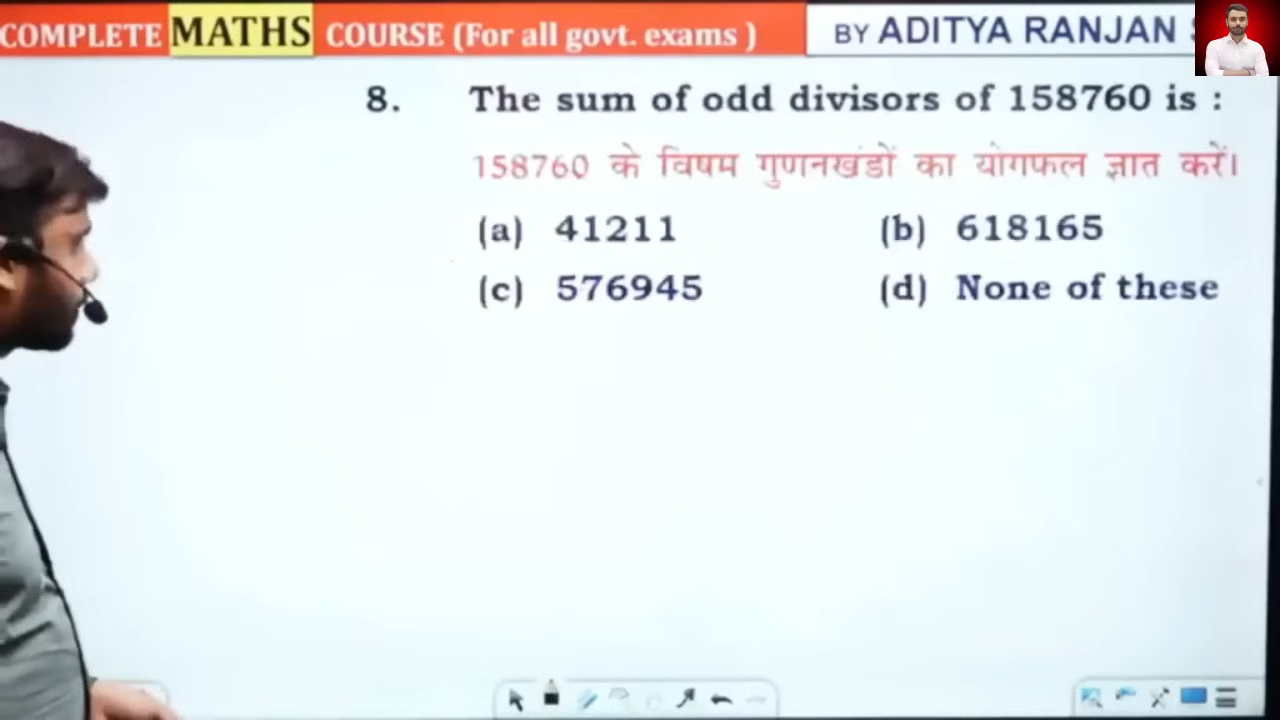 COMPLETE MATHS COURSE (For all govt. exams )
BY ADITYA RANJAN
8. The sum of odd divisors of 158760 is :
158760 के विषम गुणनखंडों का योगफल ज्ञात करें।
(a) 41211 (b) 618165
(c) 576945 (d) None of these